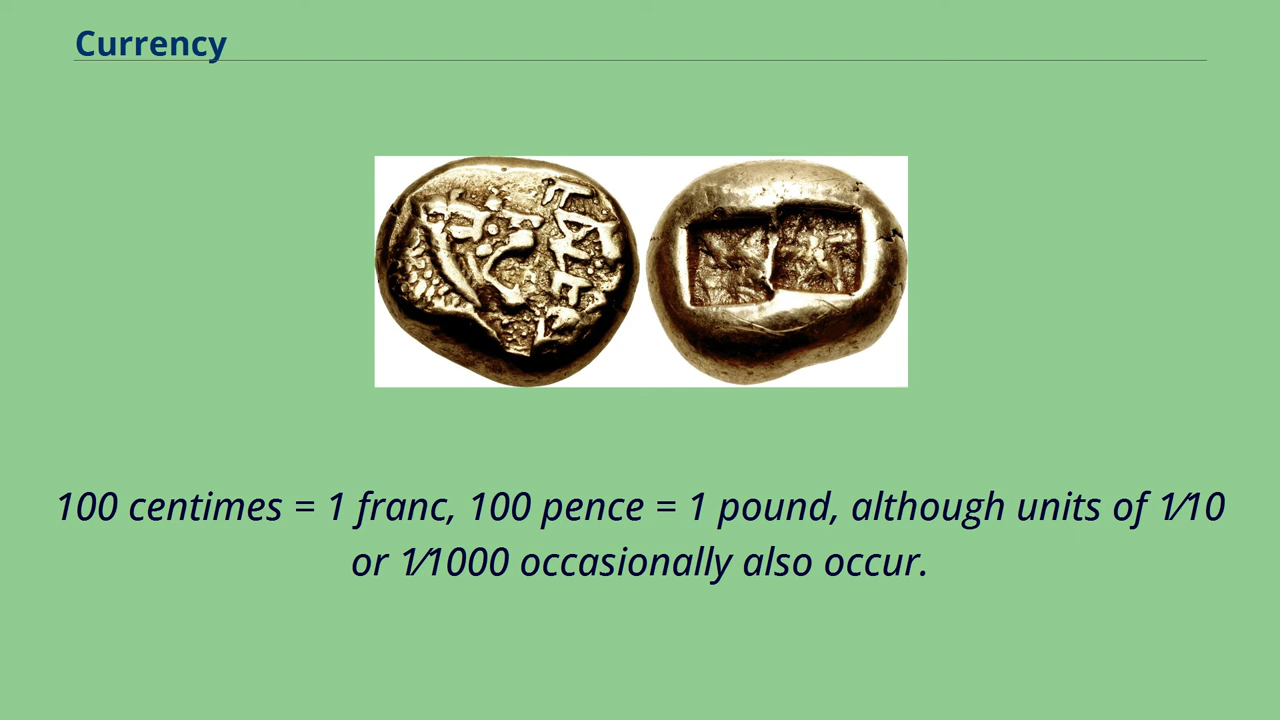 Currency
100 centimes = 1 franc, 100 pence = 1 pound, although units of 1⁄10
or 1⁄1000 occasionally also occur.